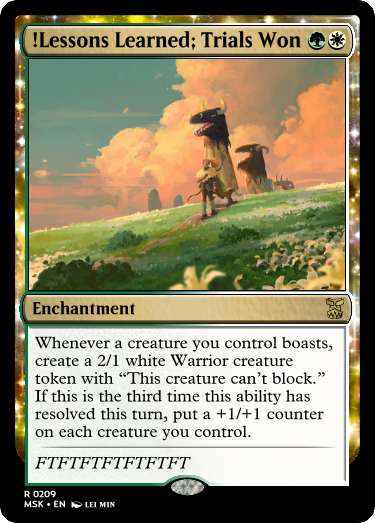 !Lessons Learned; Trials Won
Enchantment
Whenever a creature you control boasts,
create a 2/1 white Warrior creature
token with “This creature can’t block.”
If this is the third time this ability has
resolved this turn, put a +1/+1 counter
on each creature you control.
FTFTFTFTFTFTFT
R 0209
MSK • EN LEI MIN